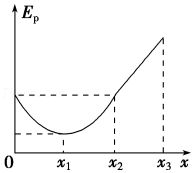 Eₚ
0 x₁ x₂ x₃ x